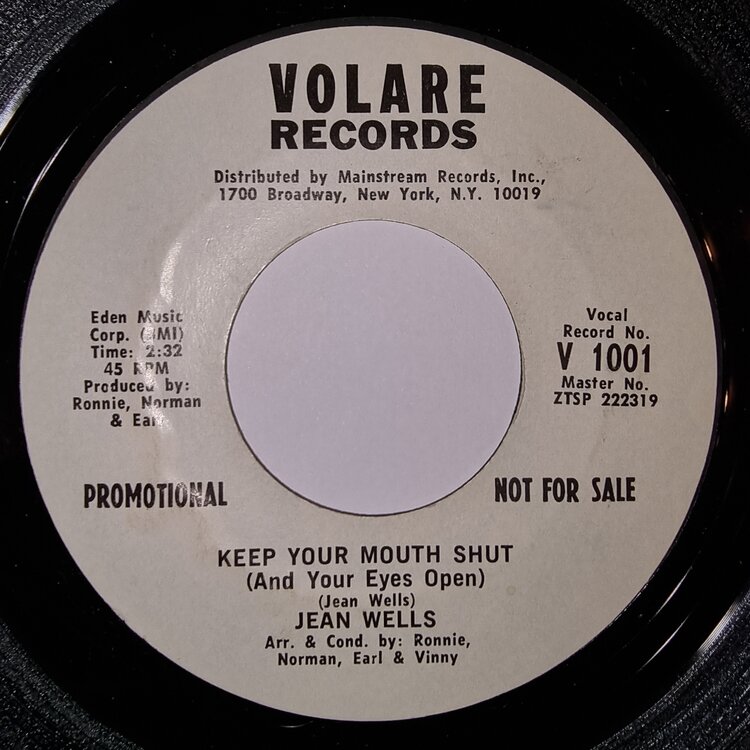 VOLARE
RECORDS
Distributed by Mainstream Records, Inc.,
1700 Broadway, New York, N.Y. 10019
Eden Music
Corp. (BMI)
Time: 2:32
45 RPM
Produced by:
Ronnie, Norman
& Earl
Vocal
Record No.
V 1001
Master No.
ZTSP 222319
PROMOTIONAL
NOT FOR SALE
KEEP YOUR MOUTH SHUT
(And Your Eyes Open)
(Jean Wells)
JEAN WELLS
Arr. & Cond. by: Ronnie,
Norman, Earl & Vinny